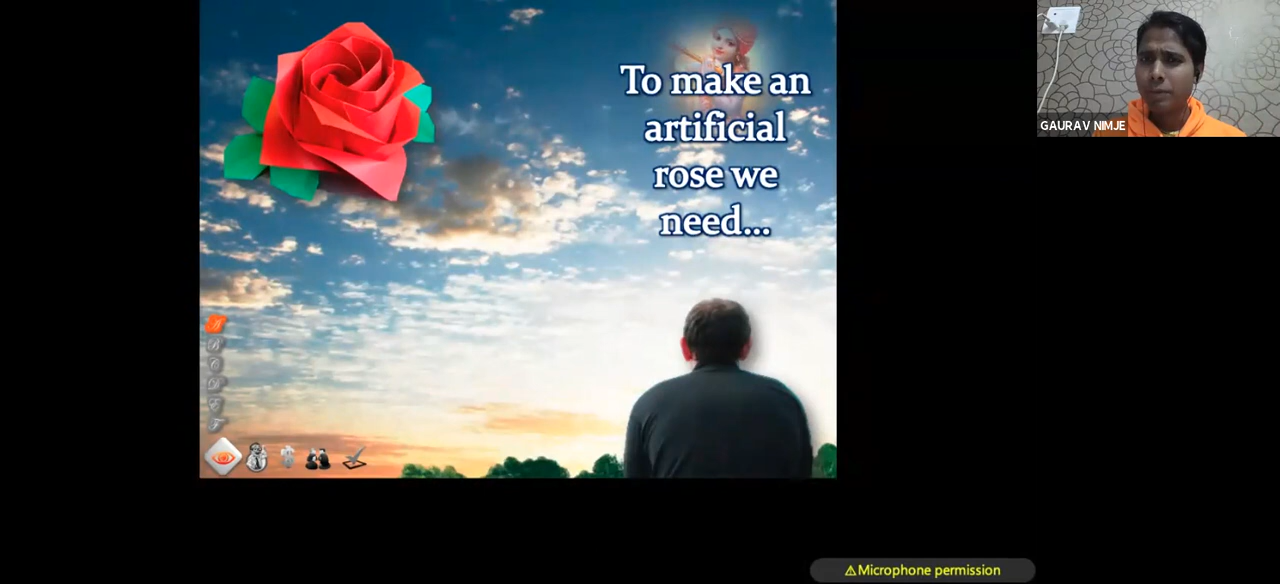 To make an
artificial
rose we
need...
GAURAV NIMJE
B
C
D
E
F
Microphone permission